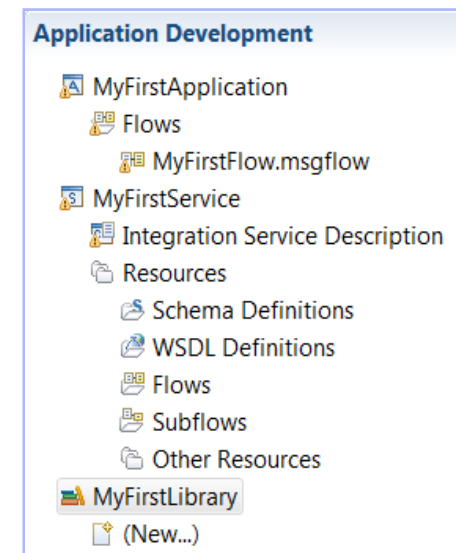 Application Development
MyFirstApplication
Flows
MyFirstFlow.msgflow
MyFirstService
Integration Service Description
Resources
Schema Definitions
WSDL Definitions
Flows
Subflows
Other Resources
MyFirstLibrary
(New...)